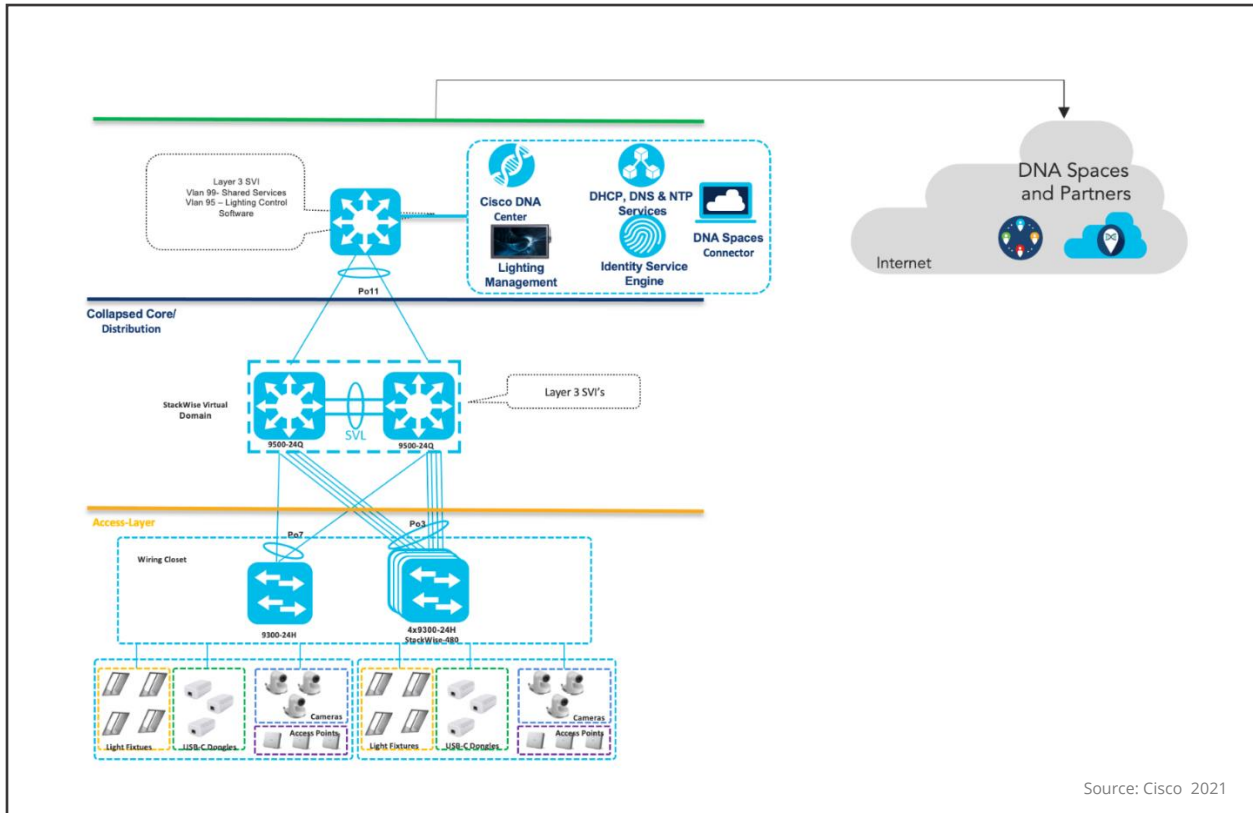 Layer 3 SVI
Vlan 99- Shared Services
Vlan 95 – Lighting Control
Software
Cisco DNA
Center
DHCP, DNS & NTP
Services
DNA Spaces
Connector
Lighting
Management
Identity Service
Engine
DNA Spaces
and Partners
Internet
Po11
Collapsed Core/
Distribution
StackWise Virtual
Domain
SVL
9500-24Q
9500-24Q
Layer 3 SVI's
Access-Layer
Po7
Po3
Wiring Closet
9300-24H
4x9300-24H
StackWise-480
Light Fixtues
USB-C Dongles
Cameras
Access Points
Light Fixtures
USB-C Dongles
Cameras
Access Points
Source: Cisco 2021